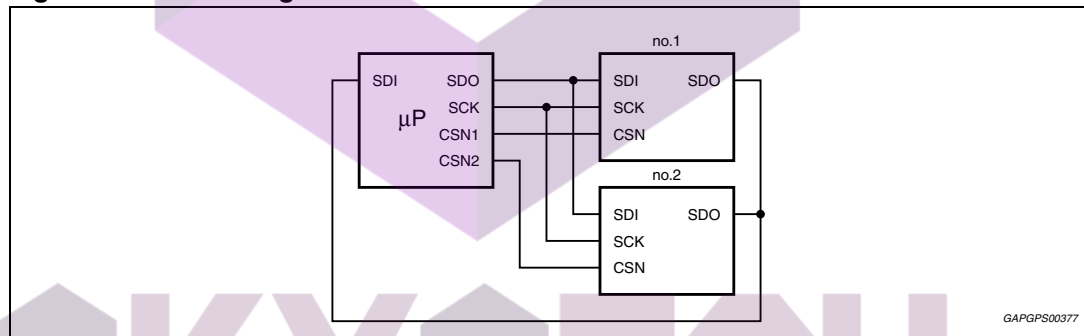 no.1
SDI SDO
SCK
μP
CSN1
CSN2
SDI SDO
SCK
CSN
no.2
SDI SDO
SCK
CSN
GAPGPS00377